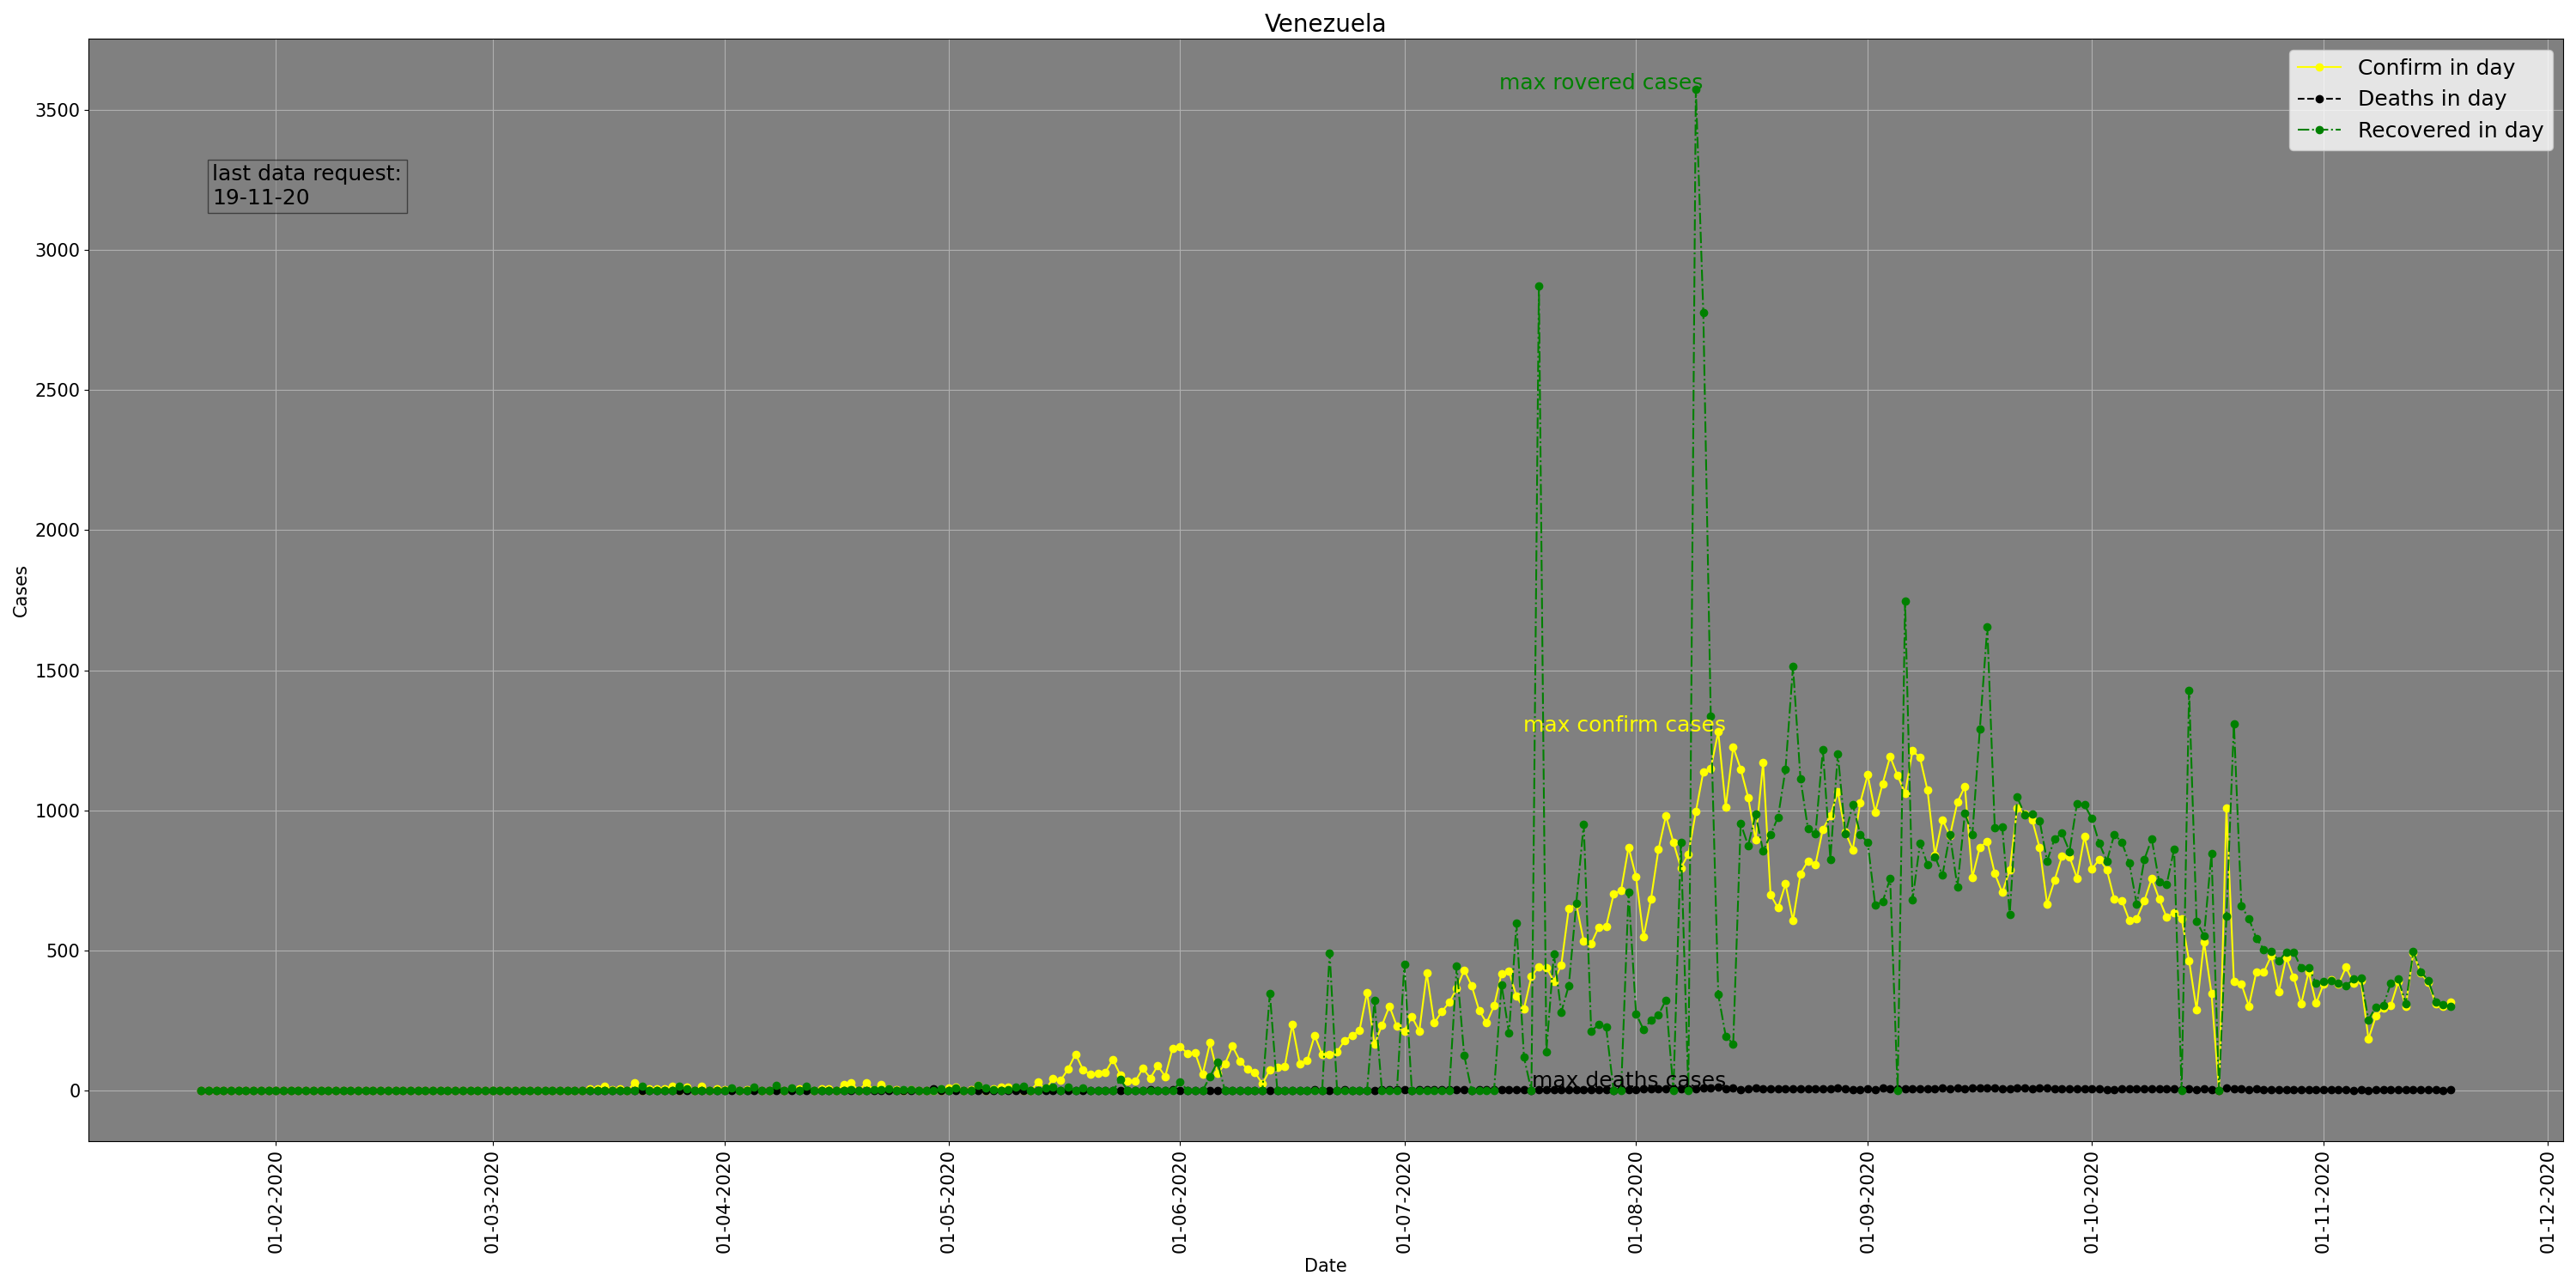 Venezuela
max rovered cases
Confirm in day
Deaths in day
Recovered in day
last data request:
19-11-20
max confirm cases
max deaths cases
3500
3000
2500
2000
1500
1000
500
0
Cases
01-02-2020
01-03-2020
01-04-2020
01-05-2020
01-06-2020
01-07-2020
01-08-2020
01-09-2020
01-10-2020
01-11-2020
01-12-2020
Date